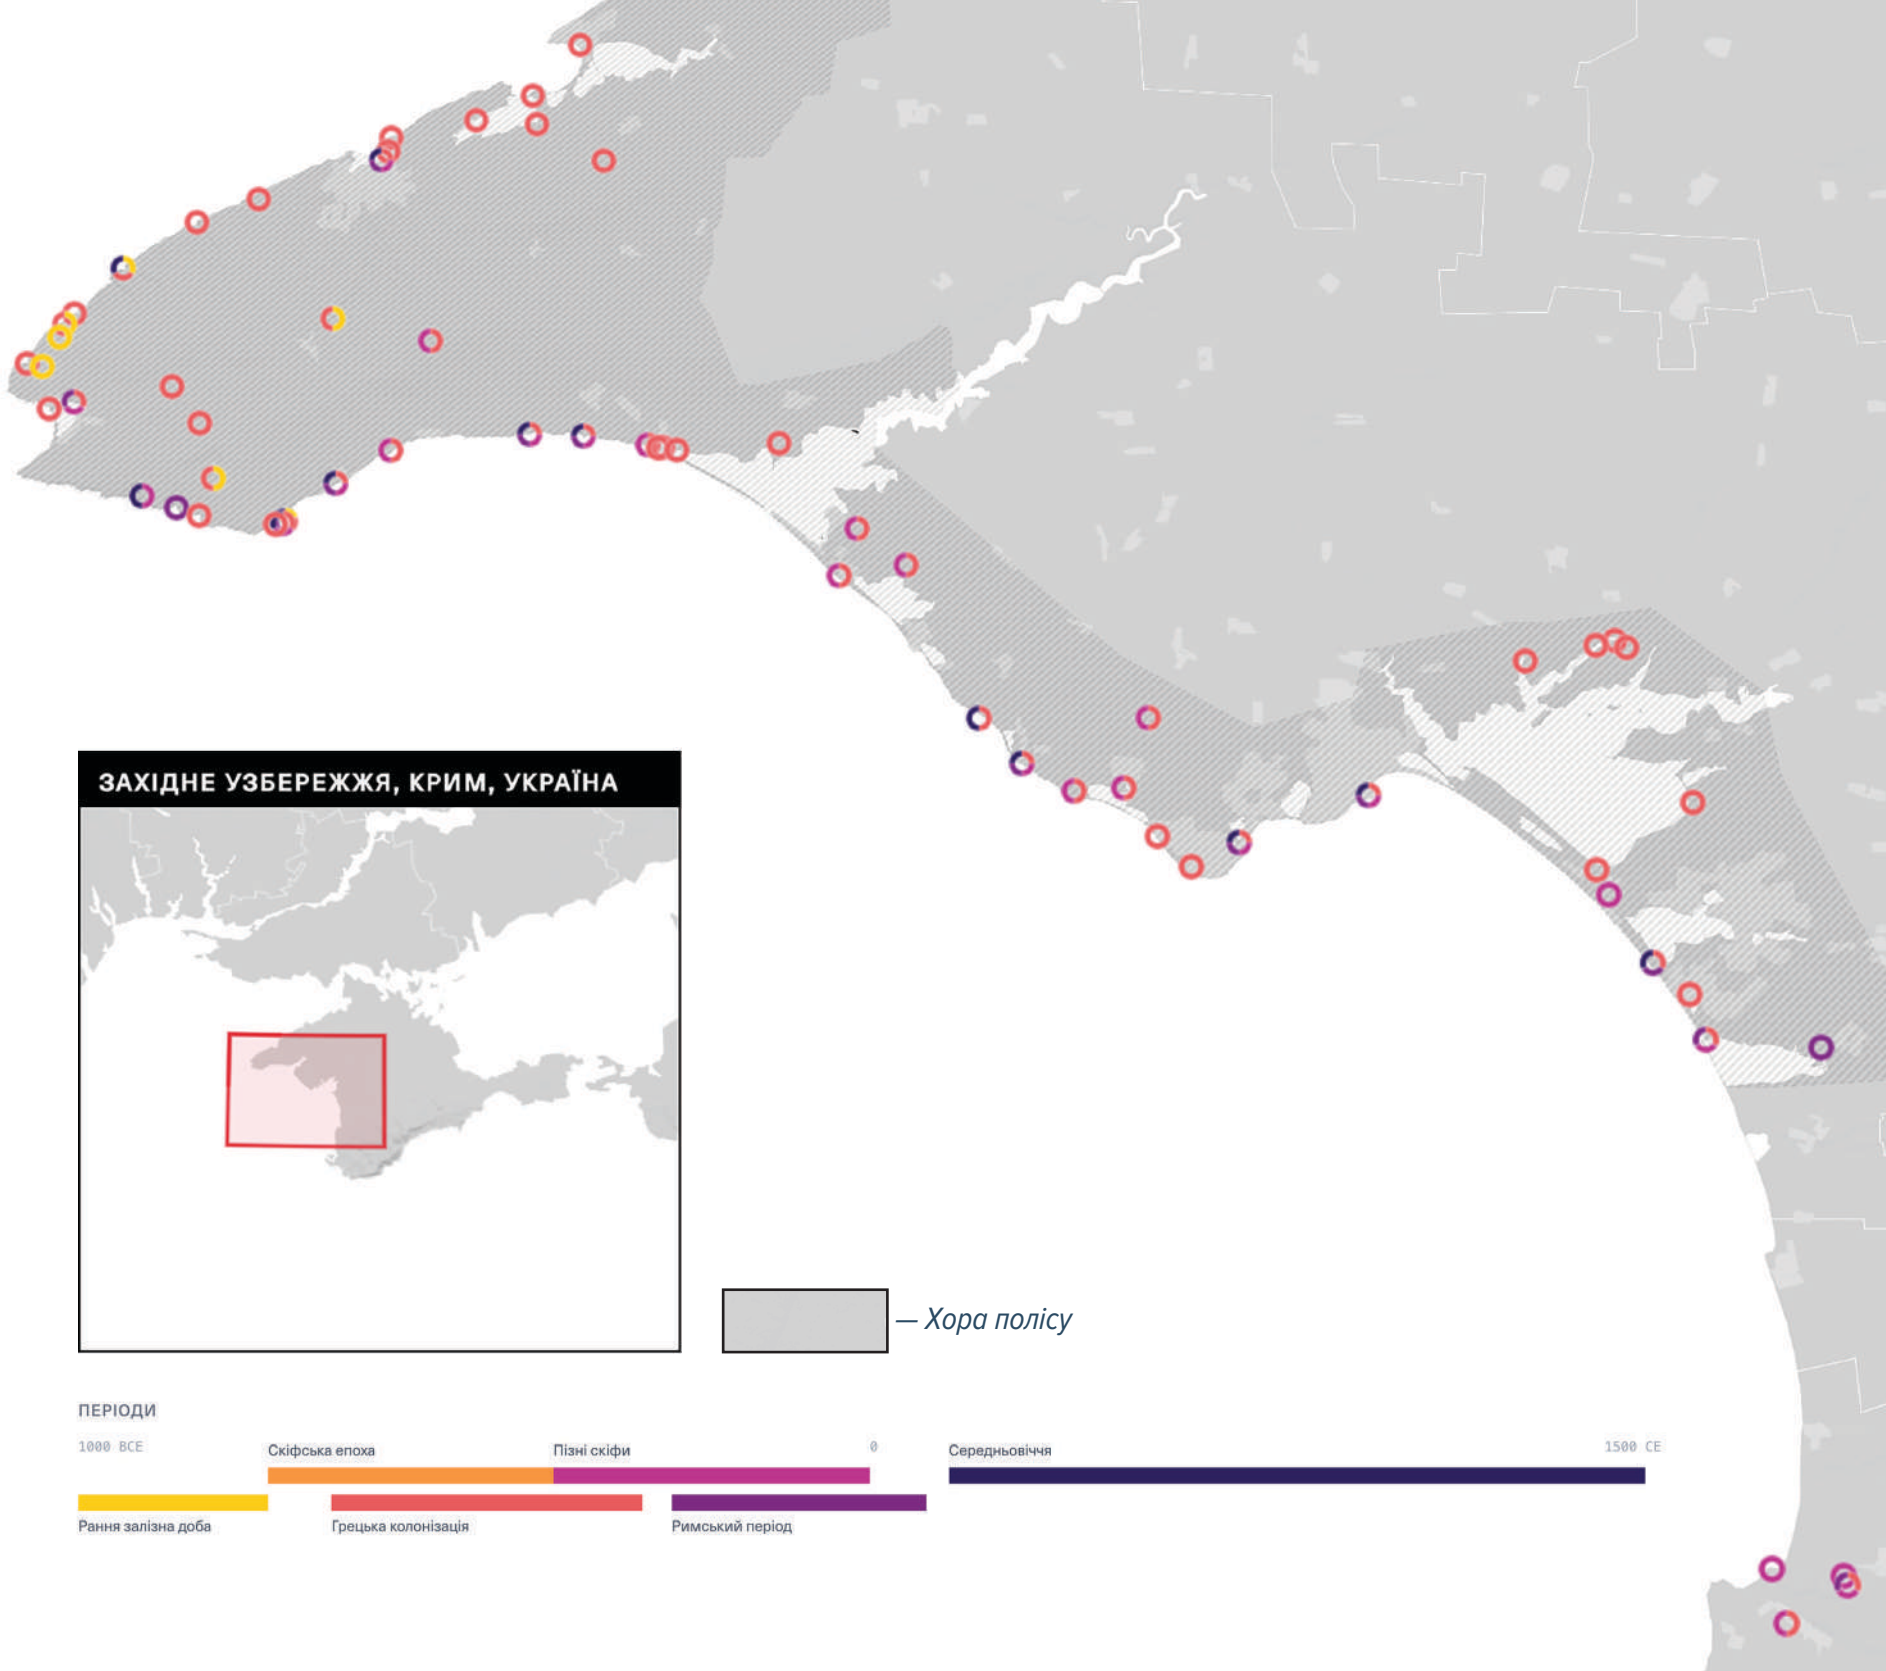 ЗАХІДНЕ УЗБЕРЕЖЖЯ, КРИМ, УКРАЇНА
— Хора полісу
ПЕРІОДИ
1000 BCE
Скіфська епоха
Пізні скіфи
0
Середньовіччя
1500 CE
Рання залізна доба
Грецька колонізація
Римський період